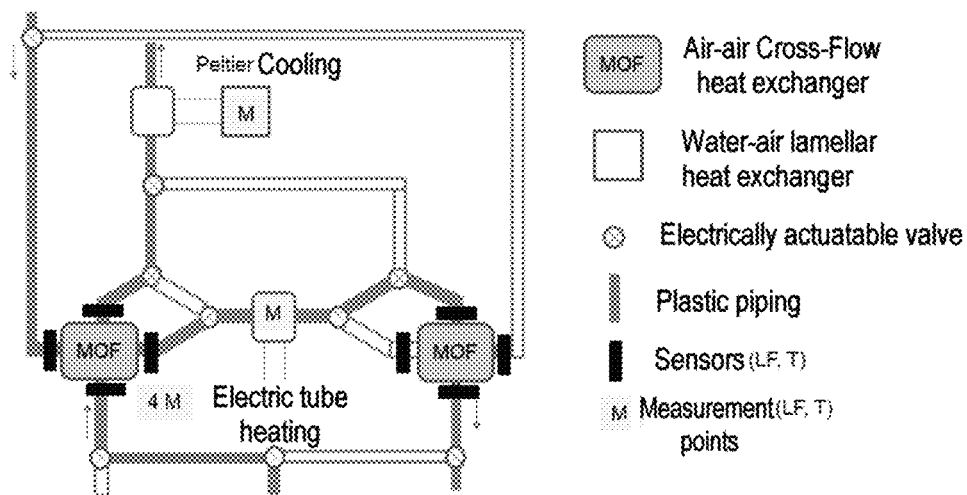 Peltier Cooling
M
M
MOF
MOF
4 M
Electric tube
heating
MOF
Air-air Cross-Flow
heat exchanger
Water-air lamellar
heat exchanger
Electrically actuatable valve
Plastic piping
Sensors (LF, T)
M Measurement (LF, T)
points